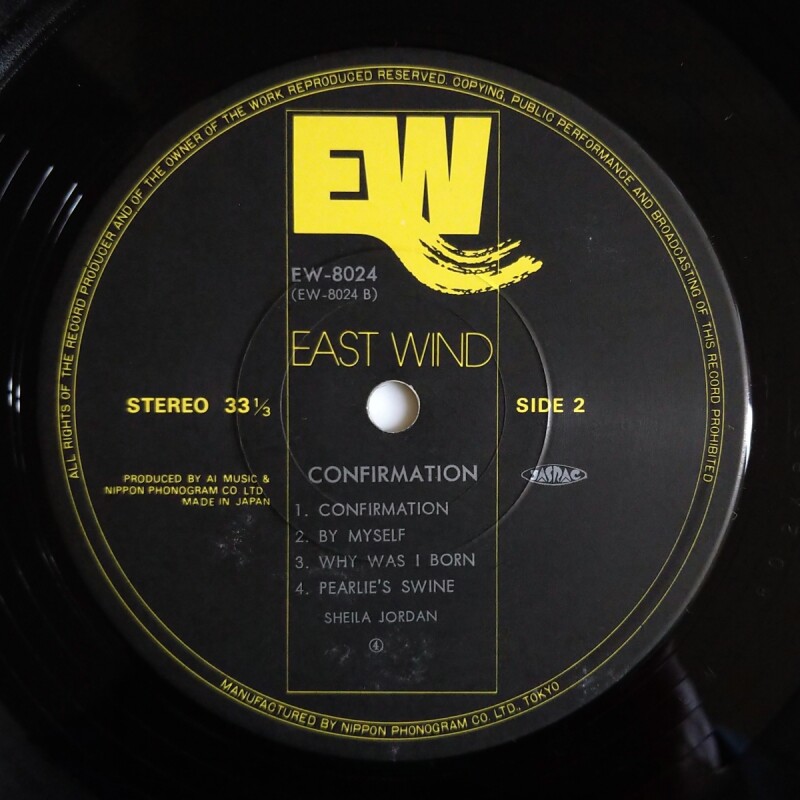 ALL RIGHTS OF THE RECORD PRODUCER AND OF THE OWNER OF THE WORK REPRODUCED RESERVED. COPYING, PUBLIC PERFORMANCE AND BROADCASTING OF THIS RECORD PROHIBITED
EW
EW-8024
(EW-8024 B)
EAST WIND
STEREO 33 1/3
SIDE 2
PRODUCED BY AI MUSIC &
NIPPON PHONOGRAM CO. LTD.
MADE IN JAPAN
JASRAC
CONFIRMATION
1. CONFIRMATION
2. BY MYSELF
3. WHY WAS I BORN
4. PEARLIE'S SWINE
SHEILA JORDAN
④
MANUFACTURED BY NIPPON PHONOGRAM CO. LTD., TOKYO